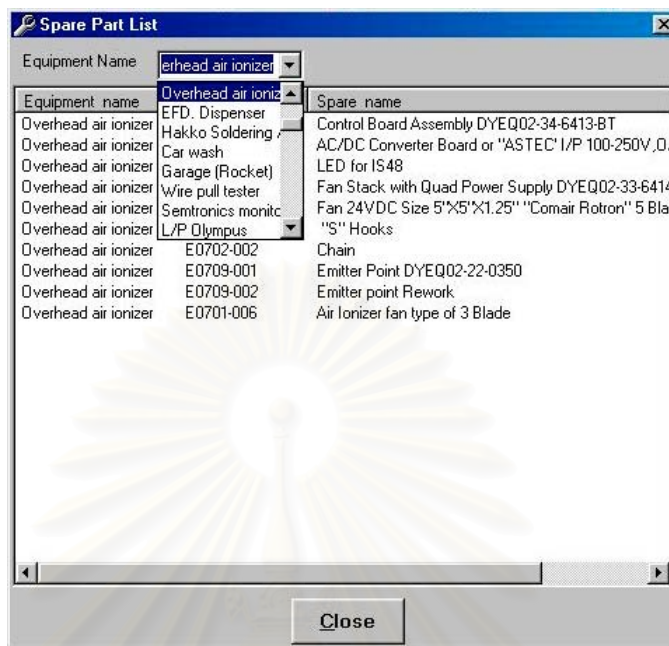 Spare Part List
Equipment Name
erhead air ionizer
Overhead air ioniz
EFD. Dispenser
Hakko Soldering
Car wash
Garage (Rocket)
Wire pull tester
Semtronics monitc
L/P Olympus
Equipment name Spare name
Overhead air ionizer Control Board Assembly DYEQ02-34-6413-BT
Overhead air ionizer AC/DC Converter Board or "ASTEC" I/P 100-250V,O.
Overhead air ionizer LED for IS48
Overhead air ionizer Fan Stack with Quad Power Supply DYEQ02-33-6414
Overhead air ionizer Fan 24VDC Size 5"X5"X1.25" "Comair Rotron" 5 Bla
Overhead air ionizer "S" Hooks
Overhead air ionizer E0702-002 Chain
Overhead air ionizer E0709-001 Emitter Point DYEQ02-22-0350
Overhead air ionizer E0709-002 Emitter point Rework
Overhead air ionizer E0701-006 Air Ionizer fan type of 3 Blade
Close